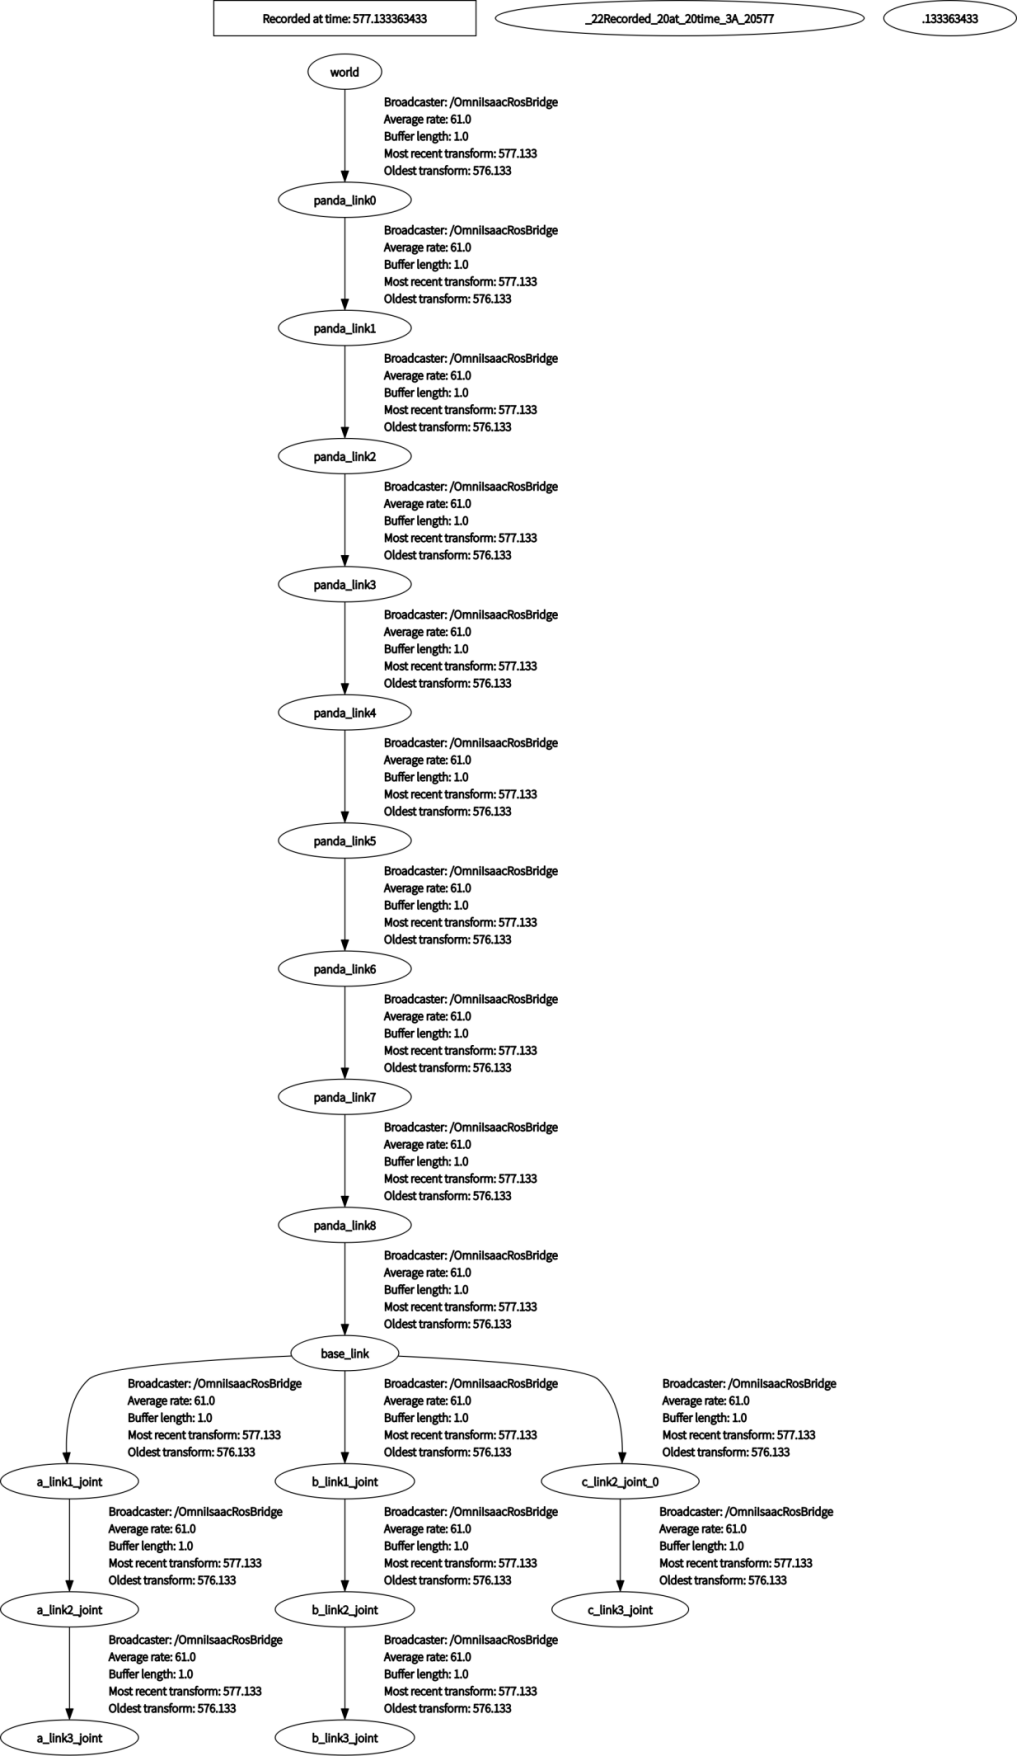 Recorded at time: 577.133363433
_22Recorded_20at_20time_3A_20577
.133363433
world
Broadcaster: /OmniIsaacRosBridge
Average rate: 61.0
Buffer length: 1.0
Most recent transform: 577.133
Oldest transform: 576.133
panda_link0
Broadcaster: /OmniIsaacRosBridge
Average rate: 61.0
Buffer length: 1.0
Most recent transform: 577.133
Oldest transform: 576.133
panda_link1
Broadcaster: /OmniIsaacRosBridge
Average rate: 61.0
Buffer length: 1.0
Most recent transform: 577.133
Oldest transform: 576.133
panda_link2
Broadcaster: /OmniIsaacRosBridge
Average rate: 61.0
Buffer length: 1.0
Most recent transform: 577.133
Oldest transform: 576.133
panda_link3
Broadcaster: /OmniIsaacRosBridge
Average rate: 61.0
Buffer length: 1.0
Most recent transform: 577.133
Oldest transform: 576.133
panda_link4
Broadcaster: /OmniIsaacRosBridge
Average rate: 61.0
Buffer length: 1.0
Most recent transform: 577.133
Oldest transform: 576.133
panda_link5
Broadcaster: /OmniIsaacRosBridge
Average rate: 61.0
Buffer length: 1.0
Most recent transform: 577.133
Oldest transform: 576.133
panda_link6
Broadcaster: /OmniIsaacRosBridge
Average rate: 61.0
Buffer length: 1.0
Most recent transform: 577.133
Oldest transform: 576.133
panda_link7
Broadcaster: /OmniIsaacRosBridge
Average rate: 61.0
Buffer length: 1.0
Most recent transform: 577.133
Oldest transform: 576.133
panda_link8
Broadcaster: /OmniIsaacRosBridge
Average rate: 61.0
Buffer length: 1.0
Most recent transform: 577.133
Oldest transform: 576.133
base_link
Broadcaster: /OmniIsaacRosBridge
Average rate: 61.0
Buffer length: 1.0
Most recent transform: 577.133
Oldest transform: 576.133
Broadcaster: /OmniIsaacRosBridge
Average rate: 61.0
Buffer length: 1.0
Most recent transform: 577.133
Oldest transform: 576.133
Broadcaster: /OmniIsaacRosBridge
Average rate: 61.0
Buffer length: 1.0
Most recent transform: 577.133
Oldest transform: 576.133
a_link1_joint
b_link1_joint
c_link2_joint_0
Broadcaster: /OmniIsaacRosBridge
Average rate: 61.0
Buffer length: 1.0
Most recent transform: 577.133
Oldest transform: 576.133
Broadcaster: /OmniIsaacRosBridge
Average rate: 61.0
Buffer length: 1.0
Most recent transform: 577.133
Oldest transform: 576.133
Broadcaster: /OmniIsaacRosBridge
Average rate: 61.0
Buffer length: 1.0
Most recent transform: 577.133
Oldest transform: 576.133
a_link2_joint
b_link2_joint
c_link3_joint
Broadcaster: /OmniIsaacRosBridge
Average rate: 61.0
Buffer length: 1.0
Most recent transform: 577.133
Oldest transform: 576.133
Broadcaster: /OmniIsaacRosBridge
Average rate: 61.0
Buffer length: 1.0
Most recent transform: 577.133
Oldest transform: 576.133
a_link3_joint
b_link3_joint